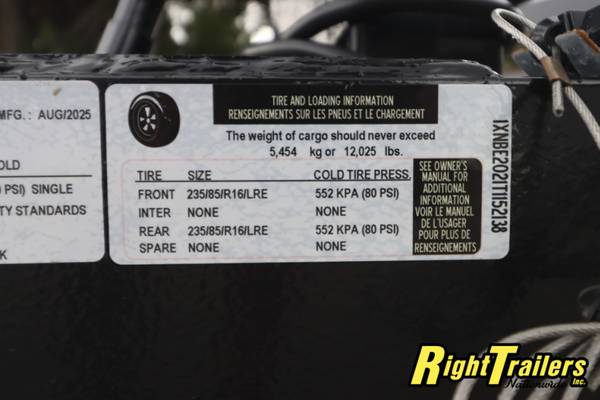 MFG. : AUG/2025
OLD
PSI) SINGLE
TY STANDARDS
K
TIRE AND LOADING INFORMATION
RENSEIGNEMENTS SUR LES PNEUS ET LE CHARGEMENT
The weight of cargo should never exceed
5,454 kg or 12,025 lbs.
TIRE SIZE COLD TIRE PRESS.
FRONT 235/85/R16/LRE 552 KPA (80 PSI)
INTER NONE NONE
REAR 235/85/R16/LRE 552 KPA (80 PSI)
SPARE NONE NONE
SEE OWNER'S
MANUAL FOR
ADDITIONAL
INFORMATION
VOIR LE MANUEL
DE L'USAGER
POUR PLUS DE
RENSEIGNEMENTS
1XNBE2202T1152138
RightTrailers
Nationwide Inc.